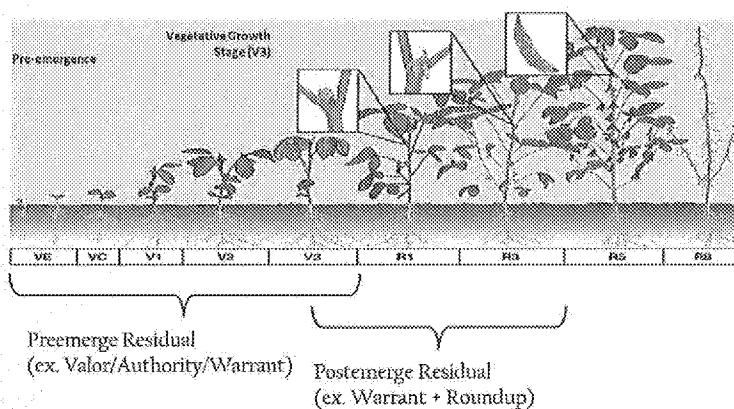 Vegetative Growth
Stage (V3)
Pre-emergence
VE VC V1 V2 V3 R1 R3 R5 R8
Preemerge Residual
(ex. Valor/Authority/Warrant)
Postemerge Residual
(ex. Warrant + Roundup)